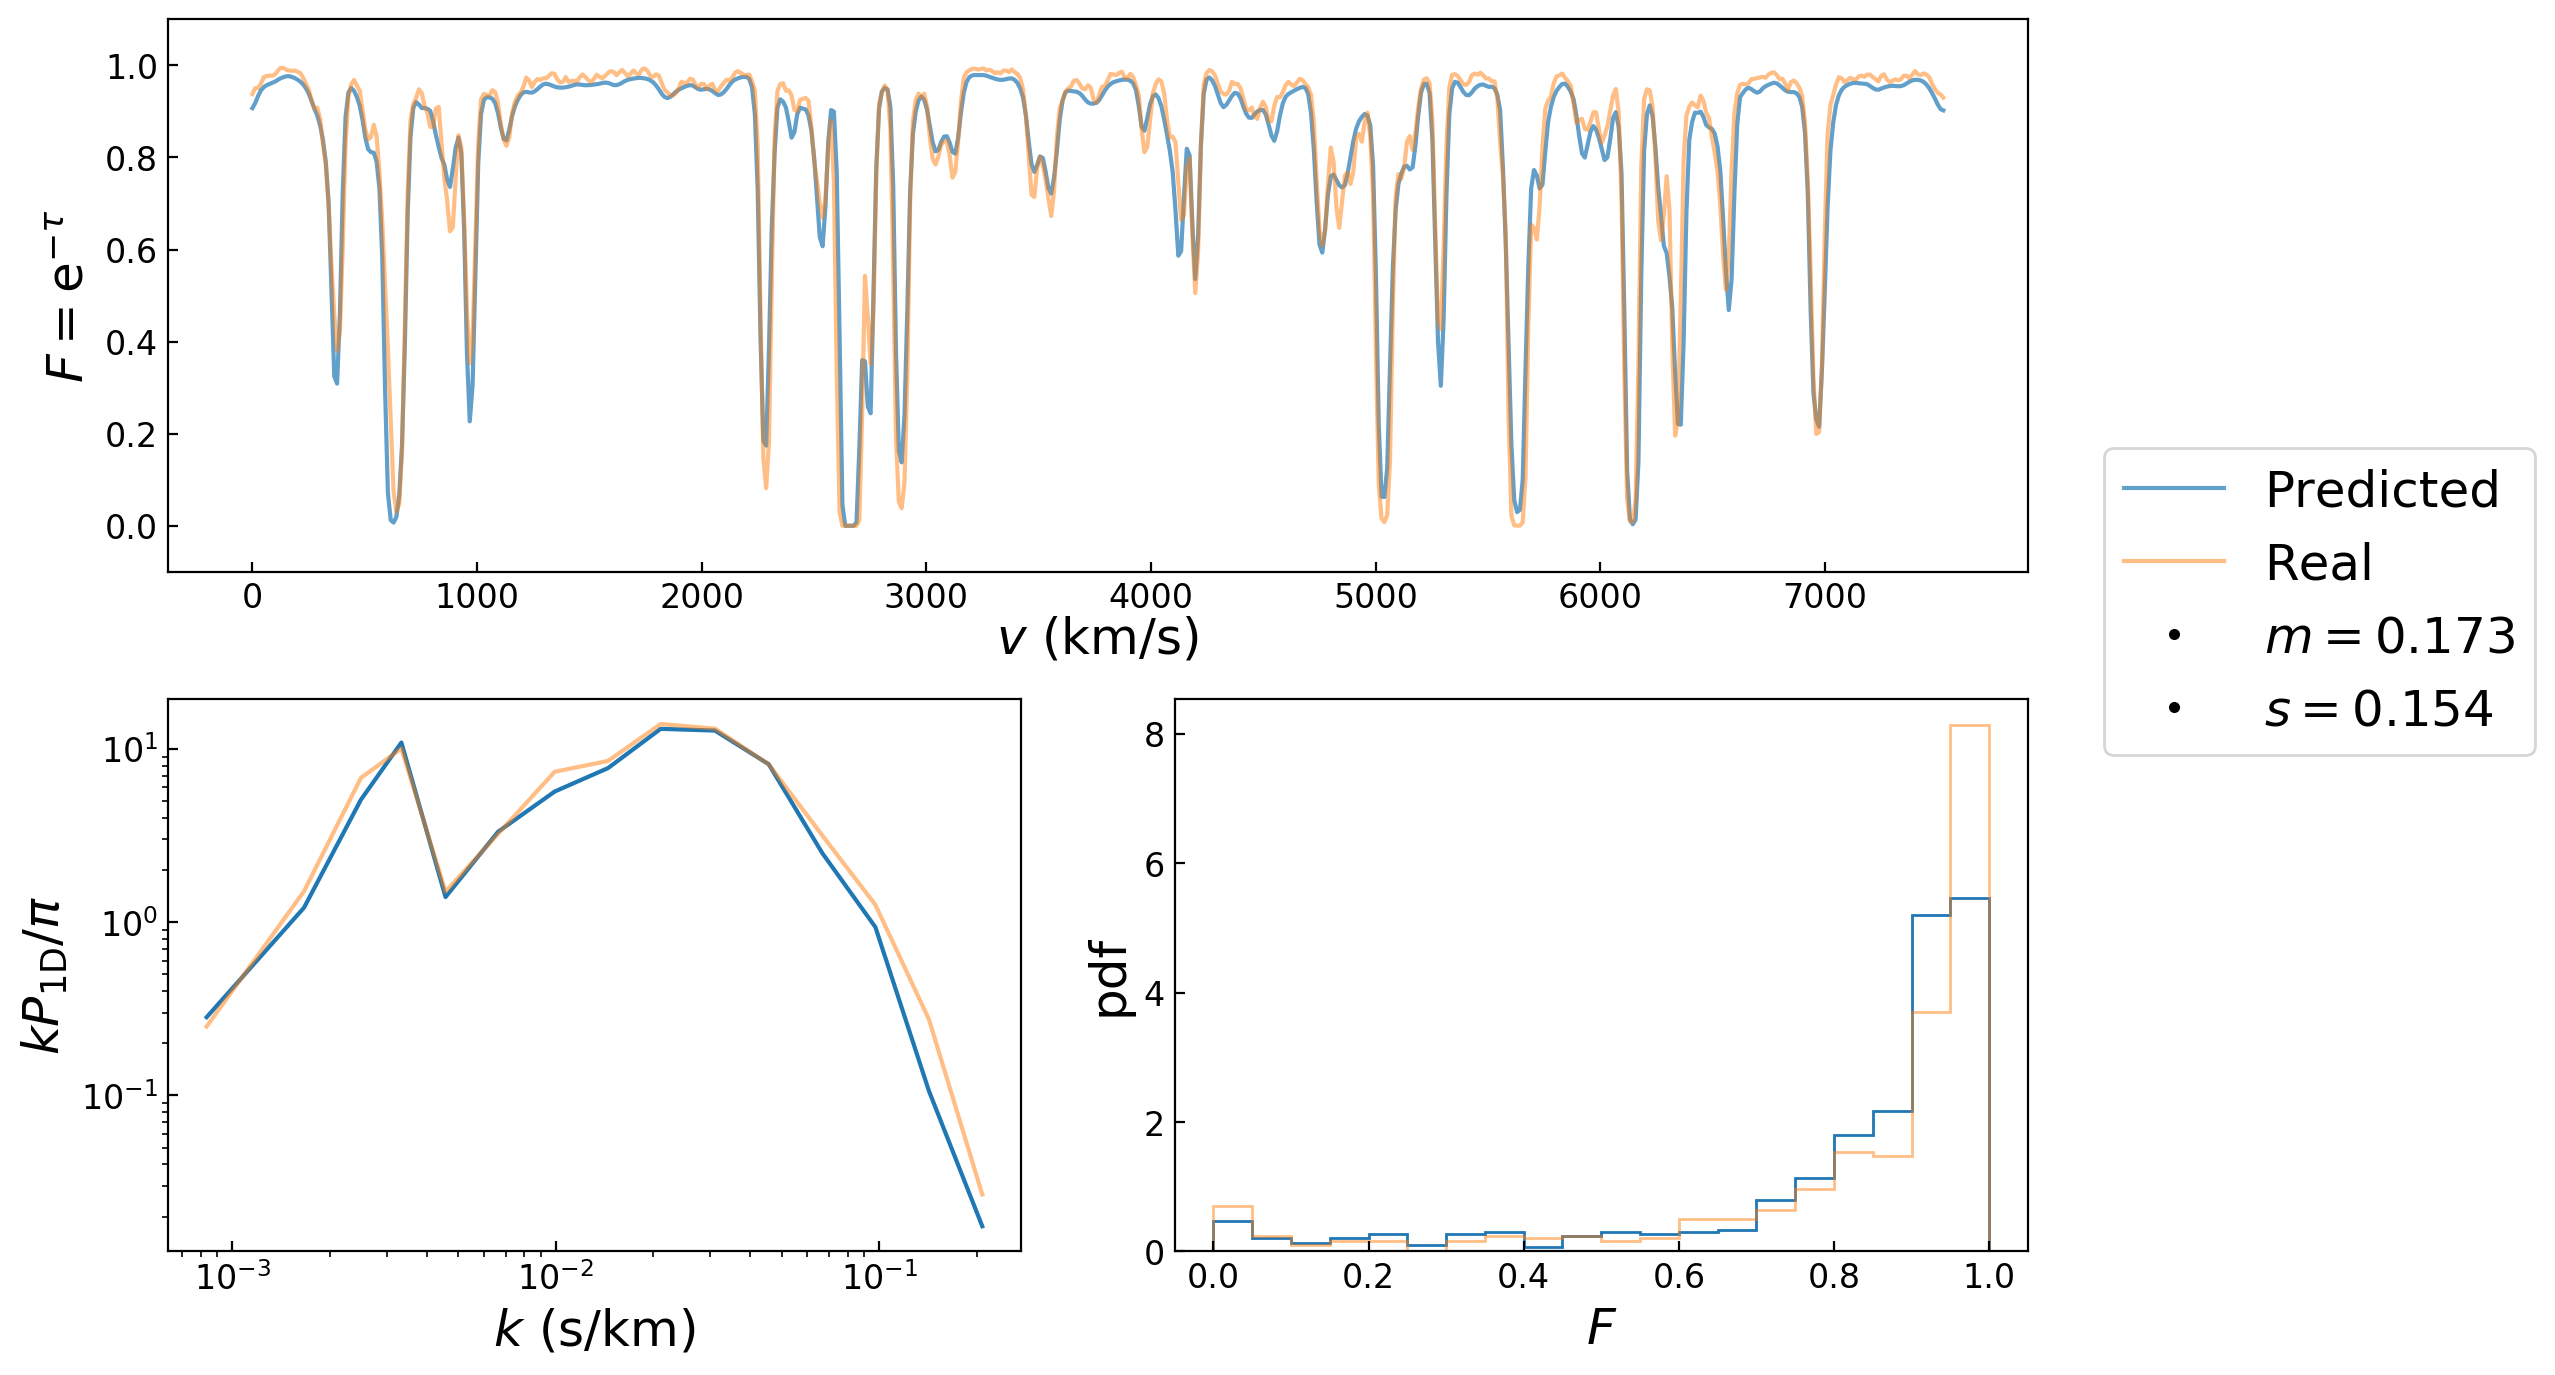 1.0
0.8
0.6
0.4
0.2
0.0
F = e^{-τ}
0 1000 2000 3000 4000 5000 6000 7000
v (km/s)
Predicted
Real
m = 0.173
s = 0.154
10^1
10^0
10^{-1}
kP_{1D}/π
10^{-3} 10^{-2} 10^{-1}
k (s/km)
8
6
4
2
0
pdf
0.0 0.2 0.4 0.6 0.8 1.0
F